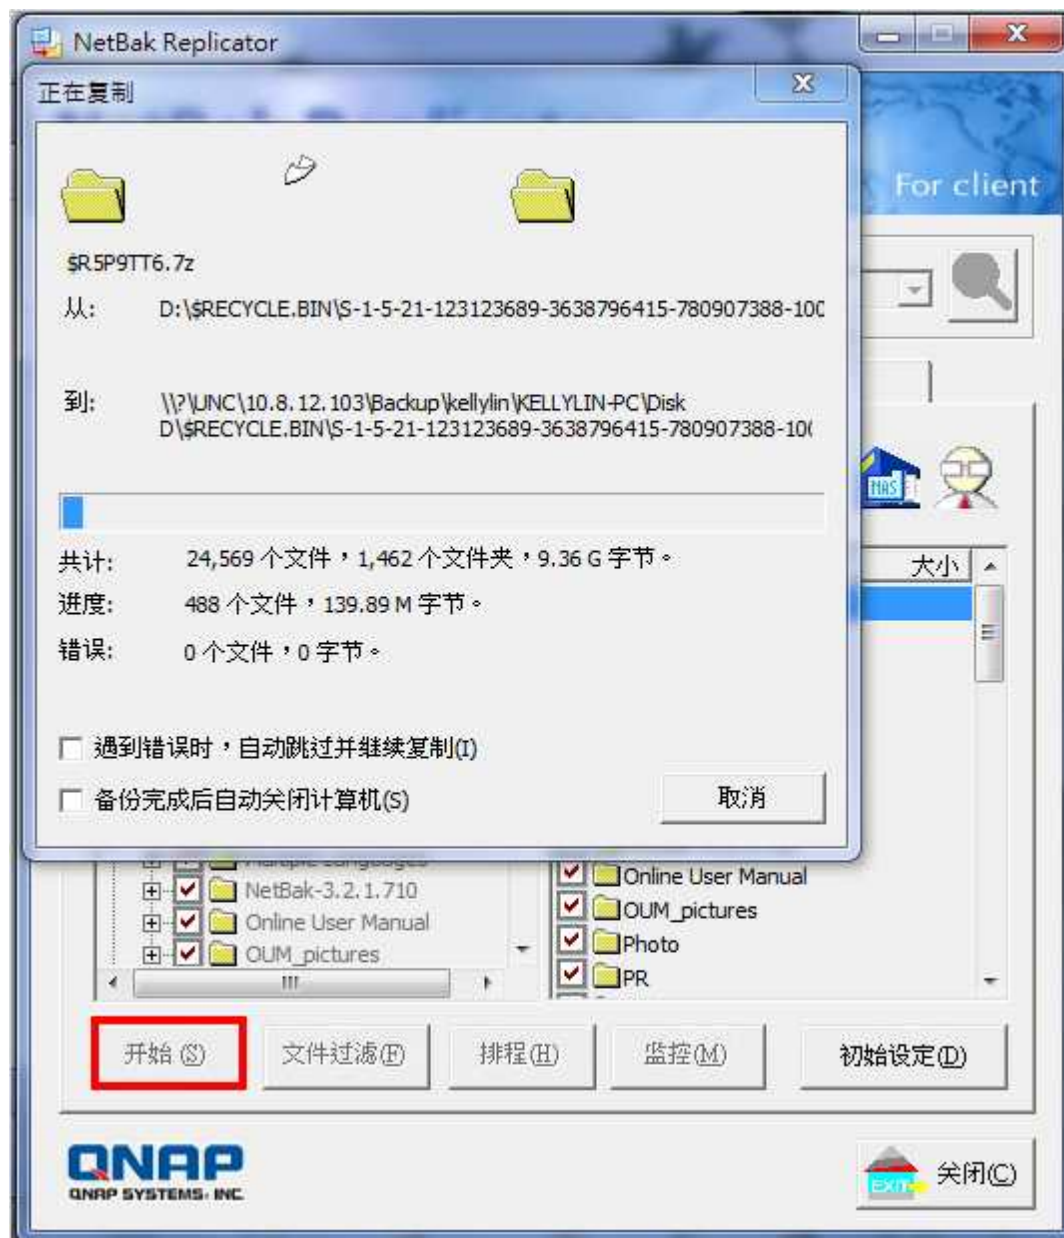 NetBak Replicator
正在复制
For client
$R5P9TT6.7z
从: D:\$RECYCLE.BIN\S-1-5-21-123123689-3638796415-780907388-100
到: \\?\UNC\10.8.12.103\Backup\kellylin\KELLYLIN-PC\Disk
D\$RECYCLE.BIN\S-1-5-21-123123689-3638796415-780907388-10
NAS
共计: 24,569 个文件，1,462 个文件夹，9.36 G 字节。
大小
进度: 488 个文件，139.89 M 字节。
错误: 0 个文件，0 字节。
遇到错误时，自动跳过并继续复制(I)
备份完成后自动关闭计算机(S)
取消
NetBak-3.2.1.710
Online User Manual
OUM_pictures
Online User Manual
OUM_pictures
Photo
PR
开始(S) 文件过滤(F) 排程(H) 监控(M) 初始设定(D)
QNAP
QNAP SYSTEMS, INC.
EXIT 关闭(C)